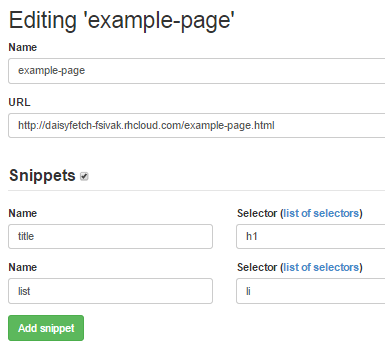 Editing 'example-page'
Name
example-page
URL
http://daisyfetch-fsivak.rhcloud.com/example-page.html
Snippets
Name Selector (list of selectors)
title h1
Name Selector (list of selectors)
list li
Add snippet